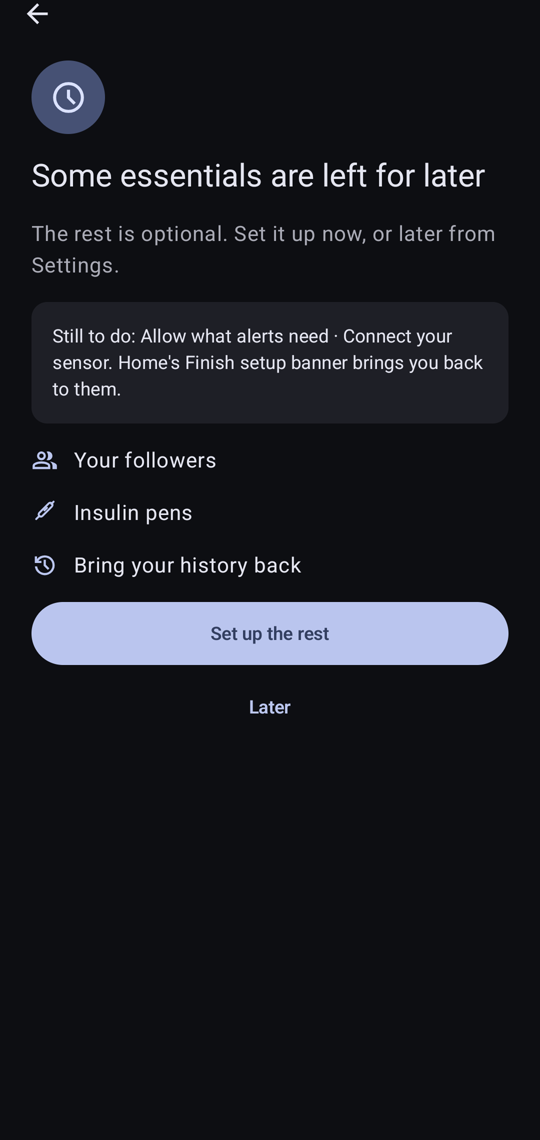 Some essentials are left for later
The rest is optional. Set it up now, or later from
Settings.
Still to do: Allow what alerts need · Connect your
sensor. Home's Finish setup banner brings you back
to them.
Your followers
Insulin pens
Bring your history back
Set up the rest
Later